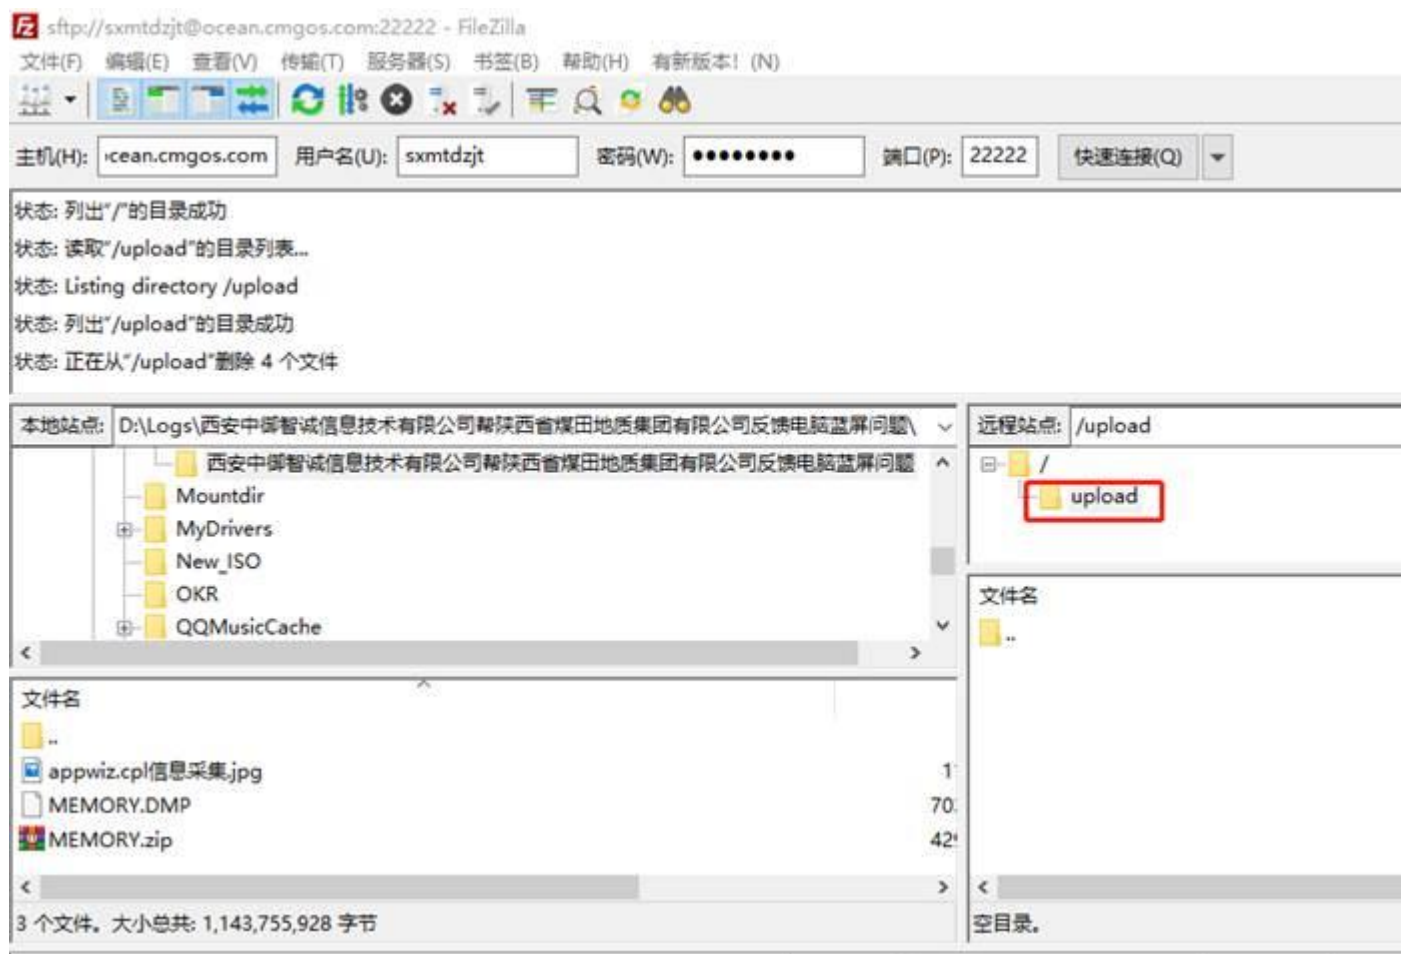 sftp://sxmtdzjt@ocean.cmgos.com:22222 - FileZilla
文件(F) 编辑(E) 查看(V) 传输(T) 服务器(S) 书签(B) 帮助(H) 有新版本! (N)
主机(H): cean.cmgos.com 用户名(U): sxmtdzjt 密码(W): ●●●●●●●● 端口(P): 22222 快速连接(Q)
状态: 列出"/"的目录成功
状态: 读取"/upload"的目录列表...
状态: Listing directory /upload
状态: 列出"/upload"的目录成功
状态: 正在从"/upload"删除 4 个文件
本地站点: D:\Logs\西安中御智诚信息技术有限公司帮陕西省煤田地质集团有限公司反馈电脑蓝屏问题\
西安中御智诚信息技术有限公司帮陕西省煤田地质集团有限公司反馈电脑蓝屏问题
Mountdir
MyDrivers
New_ISO
OKR
QQMusicCache
文件名
..
appwiz.cpl信息采集.jpg 1
MEMORY.DMP 70
MEMORY.zip 42
3 个文件。大小总共: 1,143,755,928 字节
远程站点: /upload
/
upload
文件名
..
空目录。